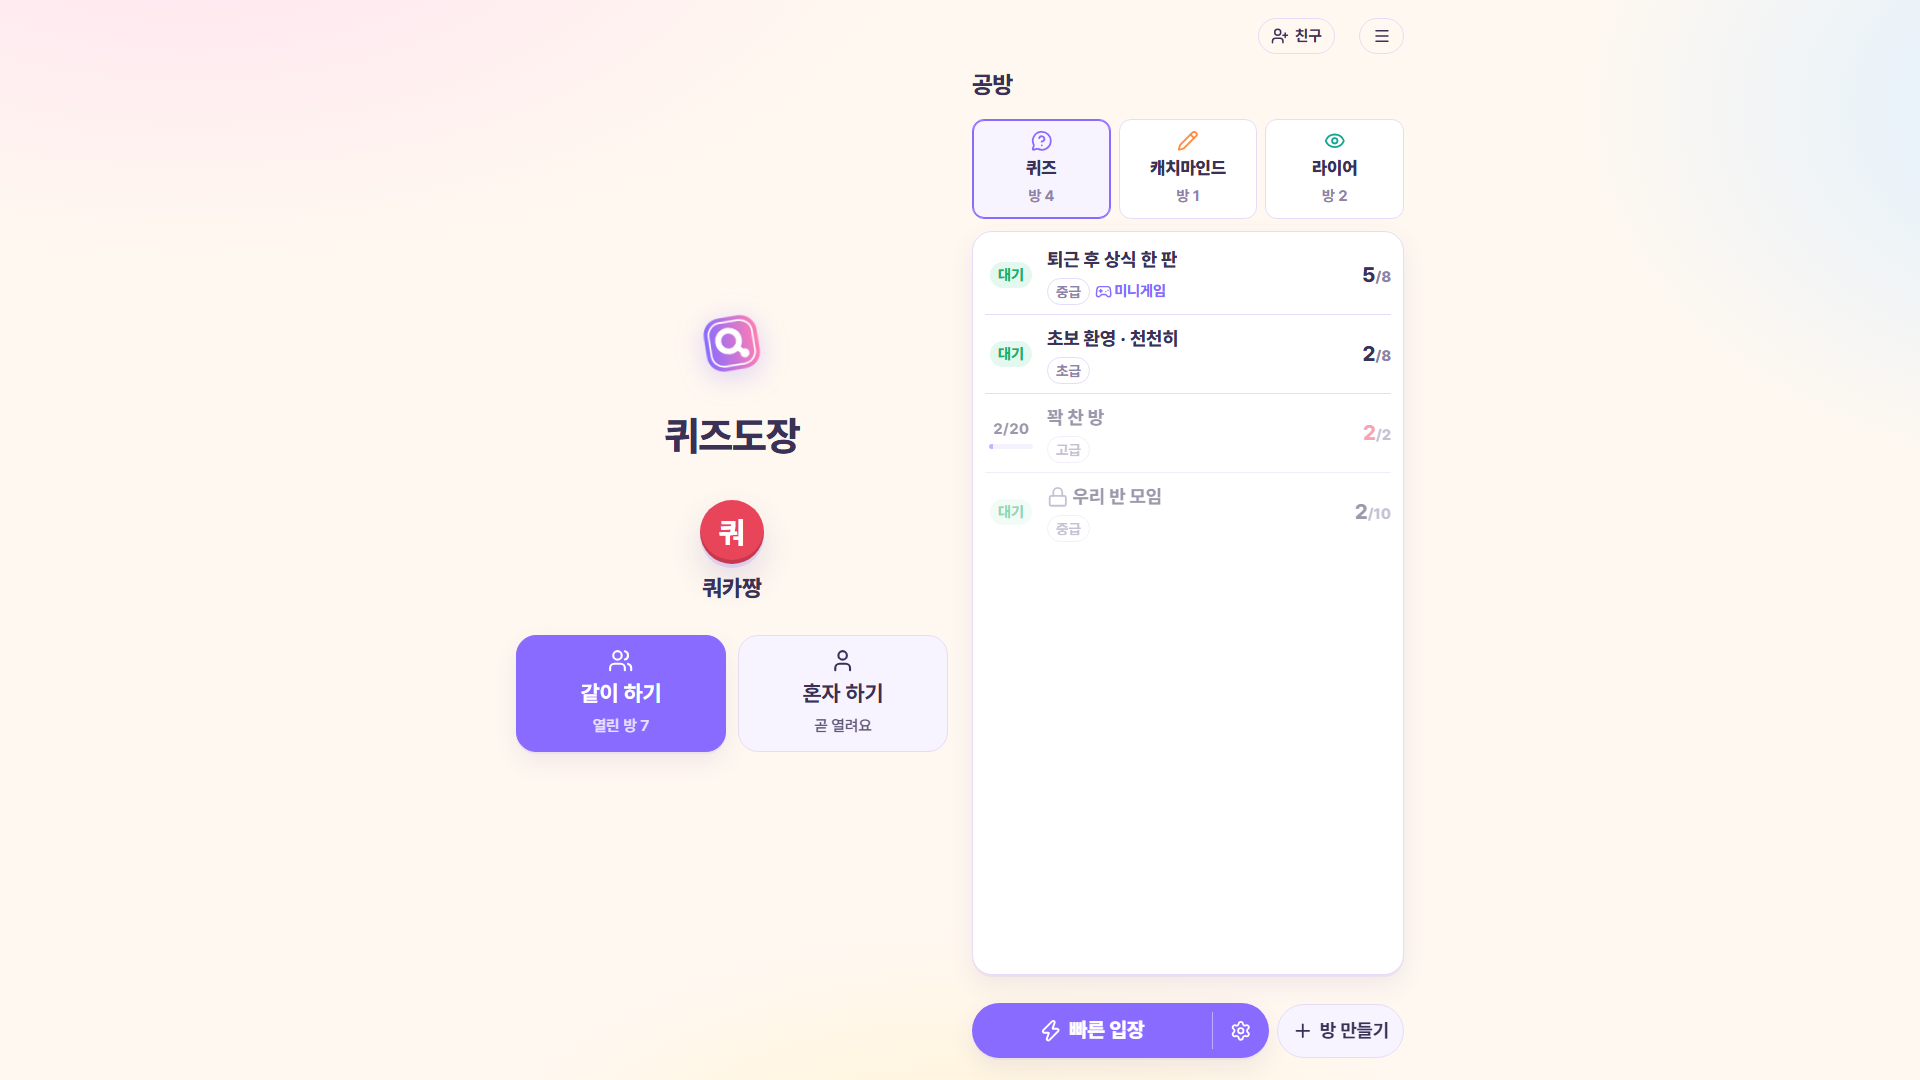 친구
공방
퀴즈
방 4
캐치마인드
방 1
라이어
방 2
대기
퇴근 후 상식 한 판
중급
미니게임
5/8
대기
초보 환영 · 천천히
초급
2/8
2/20
꽉 찬 방
고급
2/2
대기
우리 반 모임
중급
2/10
퀴즈도장
쿼
쿼카짱
같이 하기
열린 방 7
혼자 하기
곧 열려요
빠른 입장
방 만들기